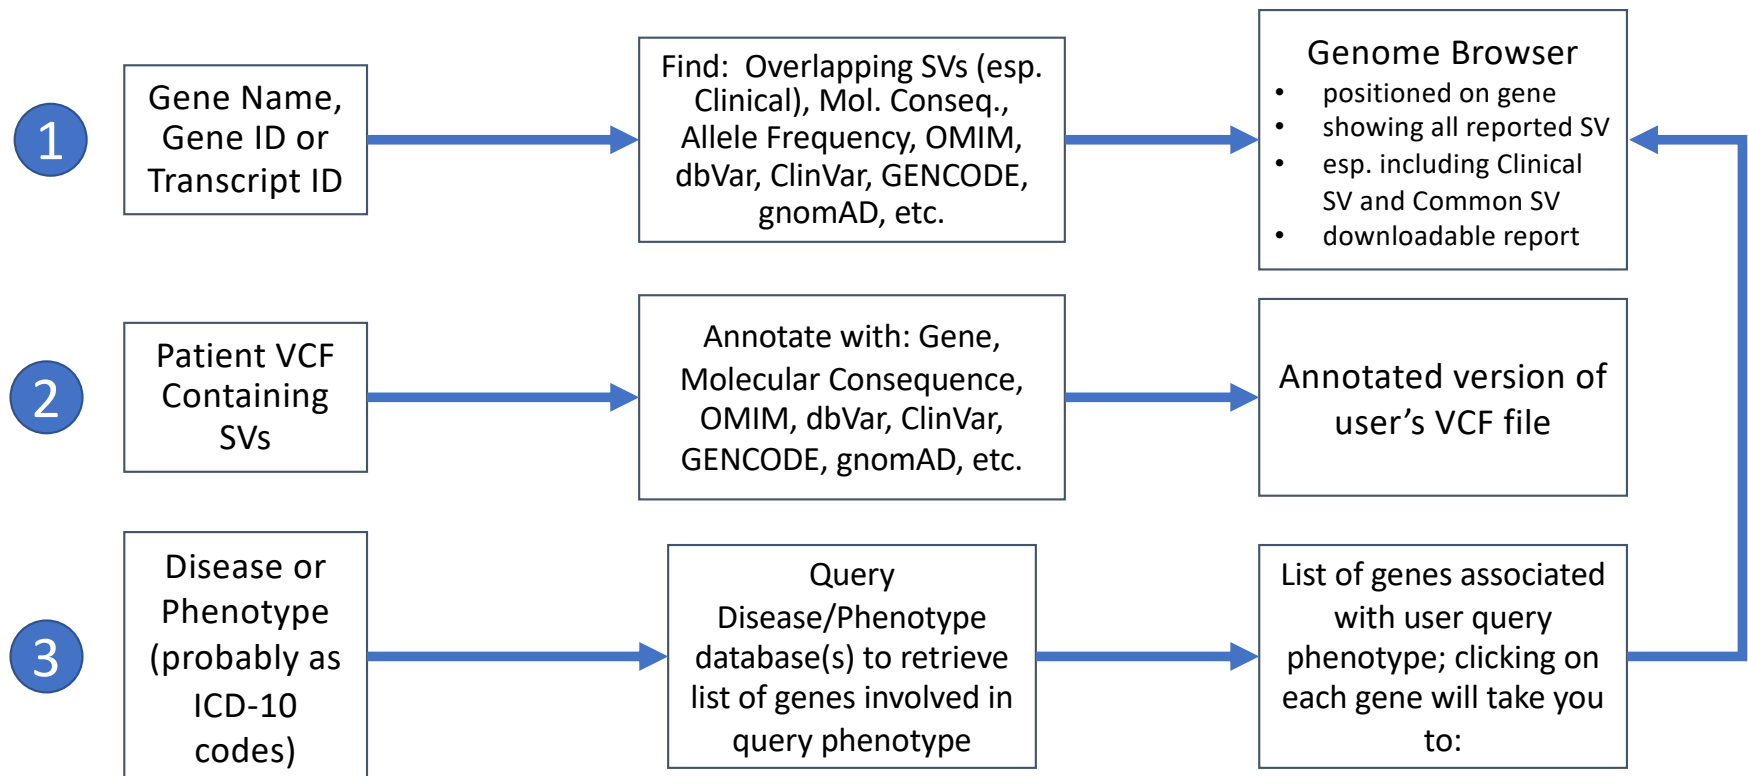 1
Gene Name,
Gene ID or
Transcript ID
Find: Overlapping SVs (esp.
Clinical), Mol. Conseq.,
Allele Frequency, OMIM,
dbVar, ClinVar, GENCODE,
gnomAD, etc.
Genome Browser
• positioned on gene
• showing all reported SV
• esp. including Clinical
SV and Common SV
• downloadable report
2
Patient VCF
Containing
SVs
Annotate with: Gene,
Molecular Consequence,
OMIM, dbVar, ClinVar,
GENCODE, gnomAD, etc.
Annotated version of
user’s VCF file
3
Disease or
Phenotype
(probably as
ICD-10
codes)
Query
Disease/Phenotype
database(s) to retrieve
list of genes involved in
query phenotype
List of genes associated
with user query
phenotype; clicking on
each gene will take you
to: